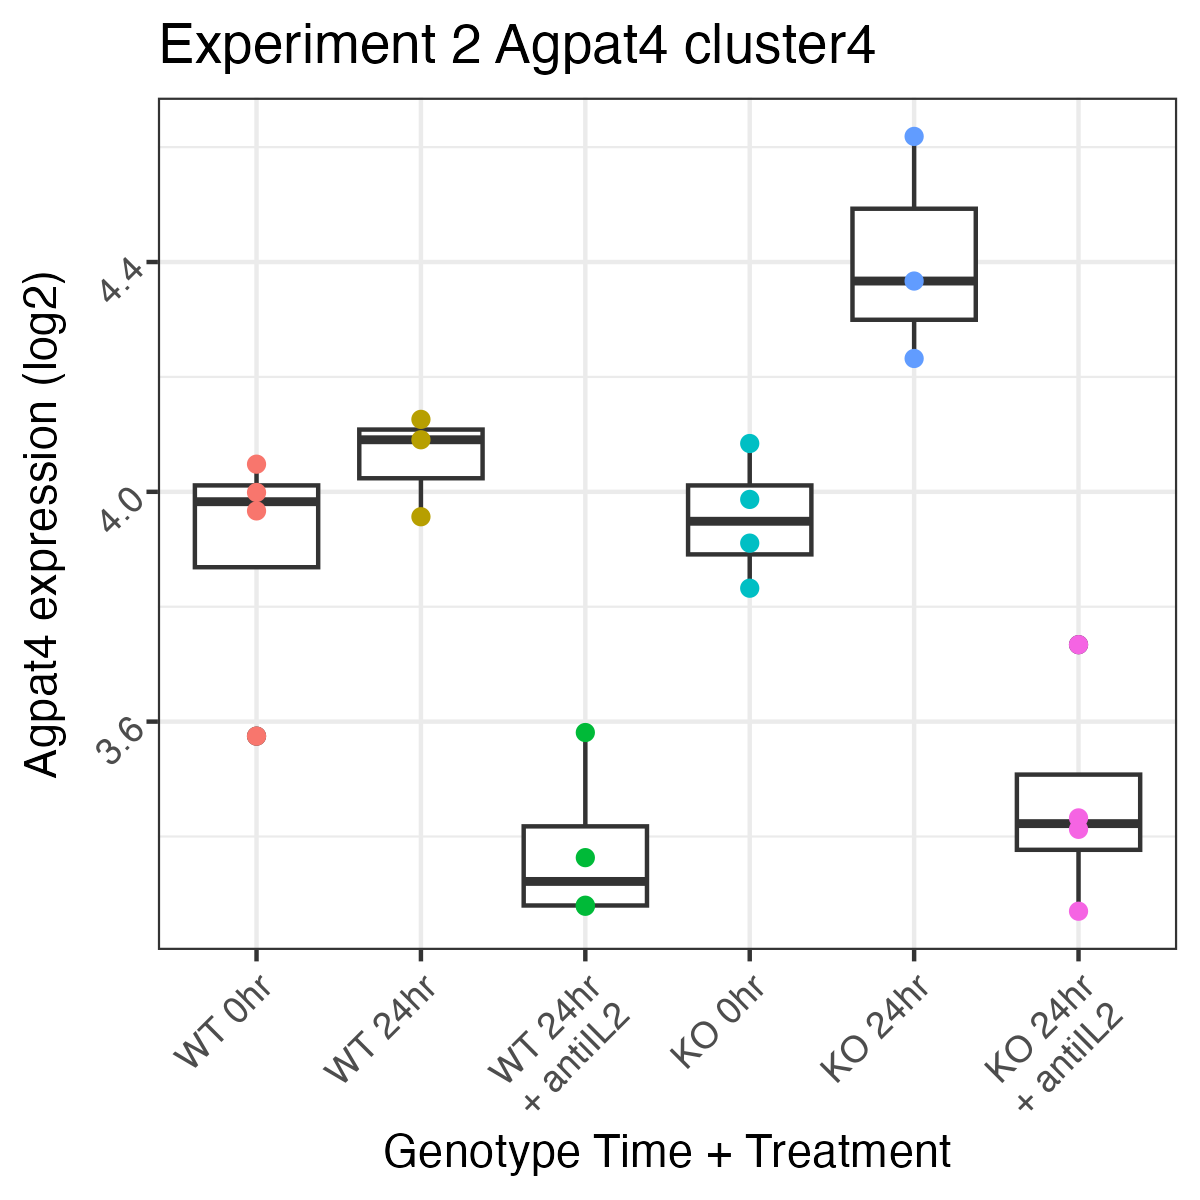 Experiment 2 Agpat4 cluster4
Agpat4 expression (log2)
4.4
4.0
3.6
WT 0hr
WT 24hr
WT 24hr
+ antiIL2
KO 0hr
KO 24hr
KO 24hr
+ antiIL2
Genotype Time + Treatment